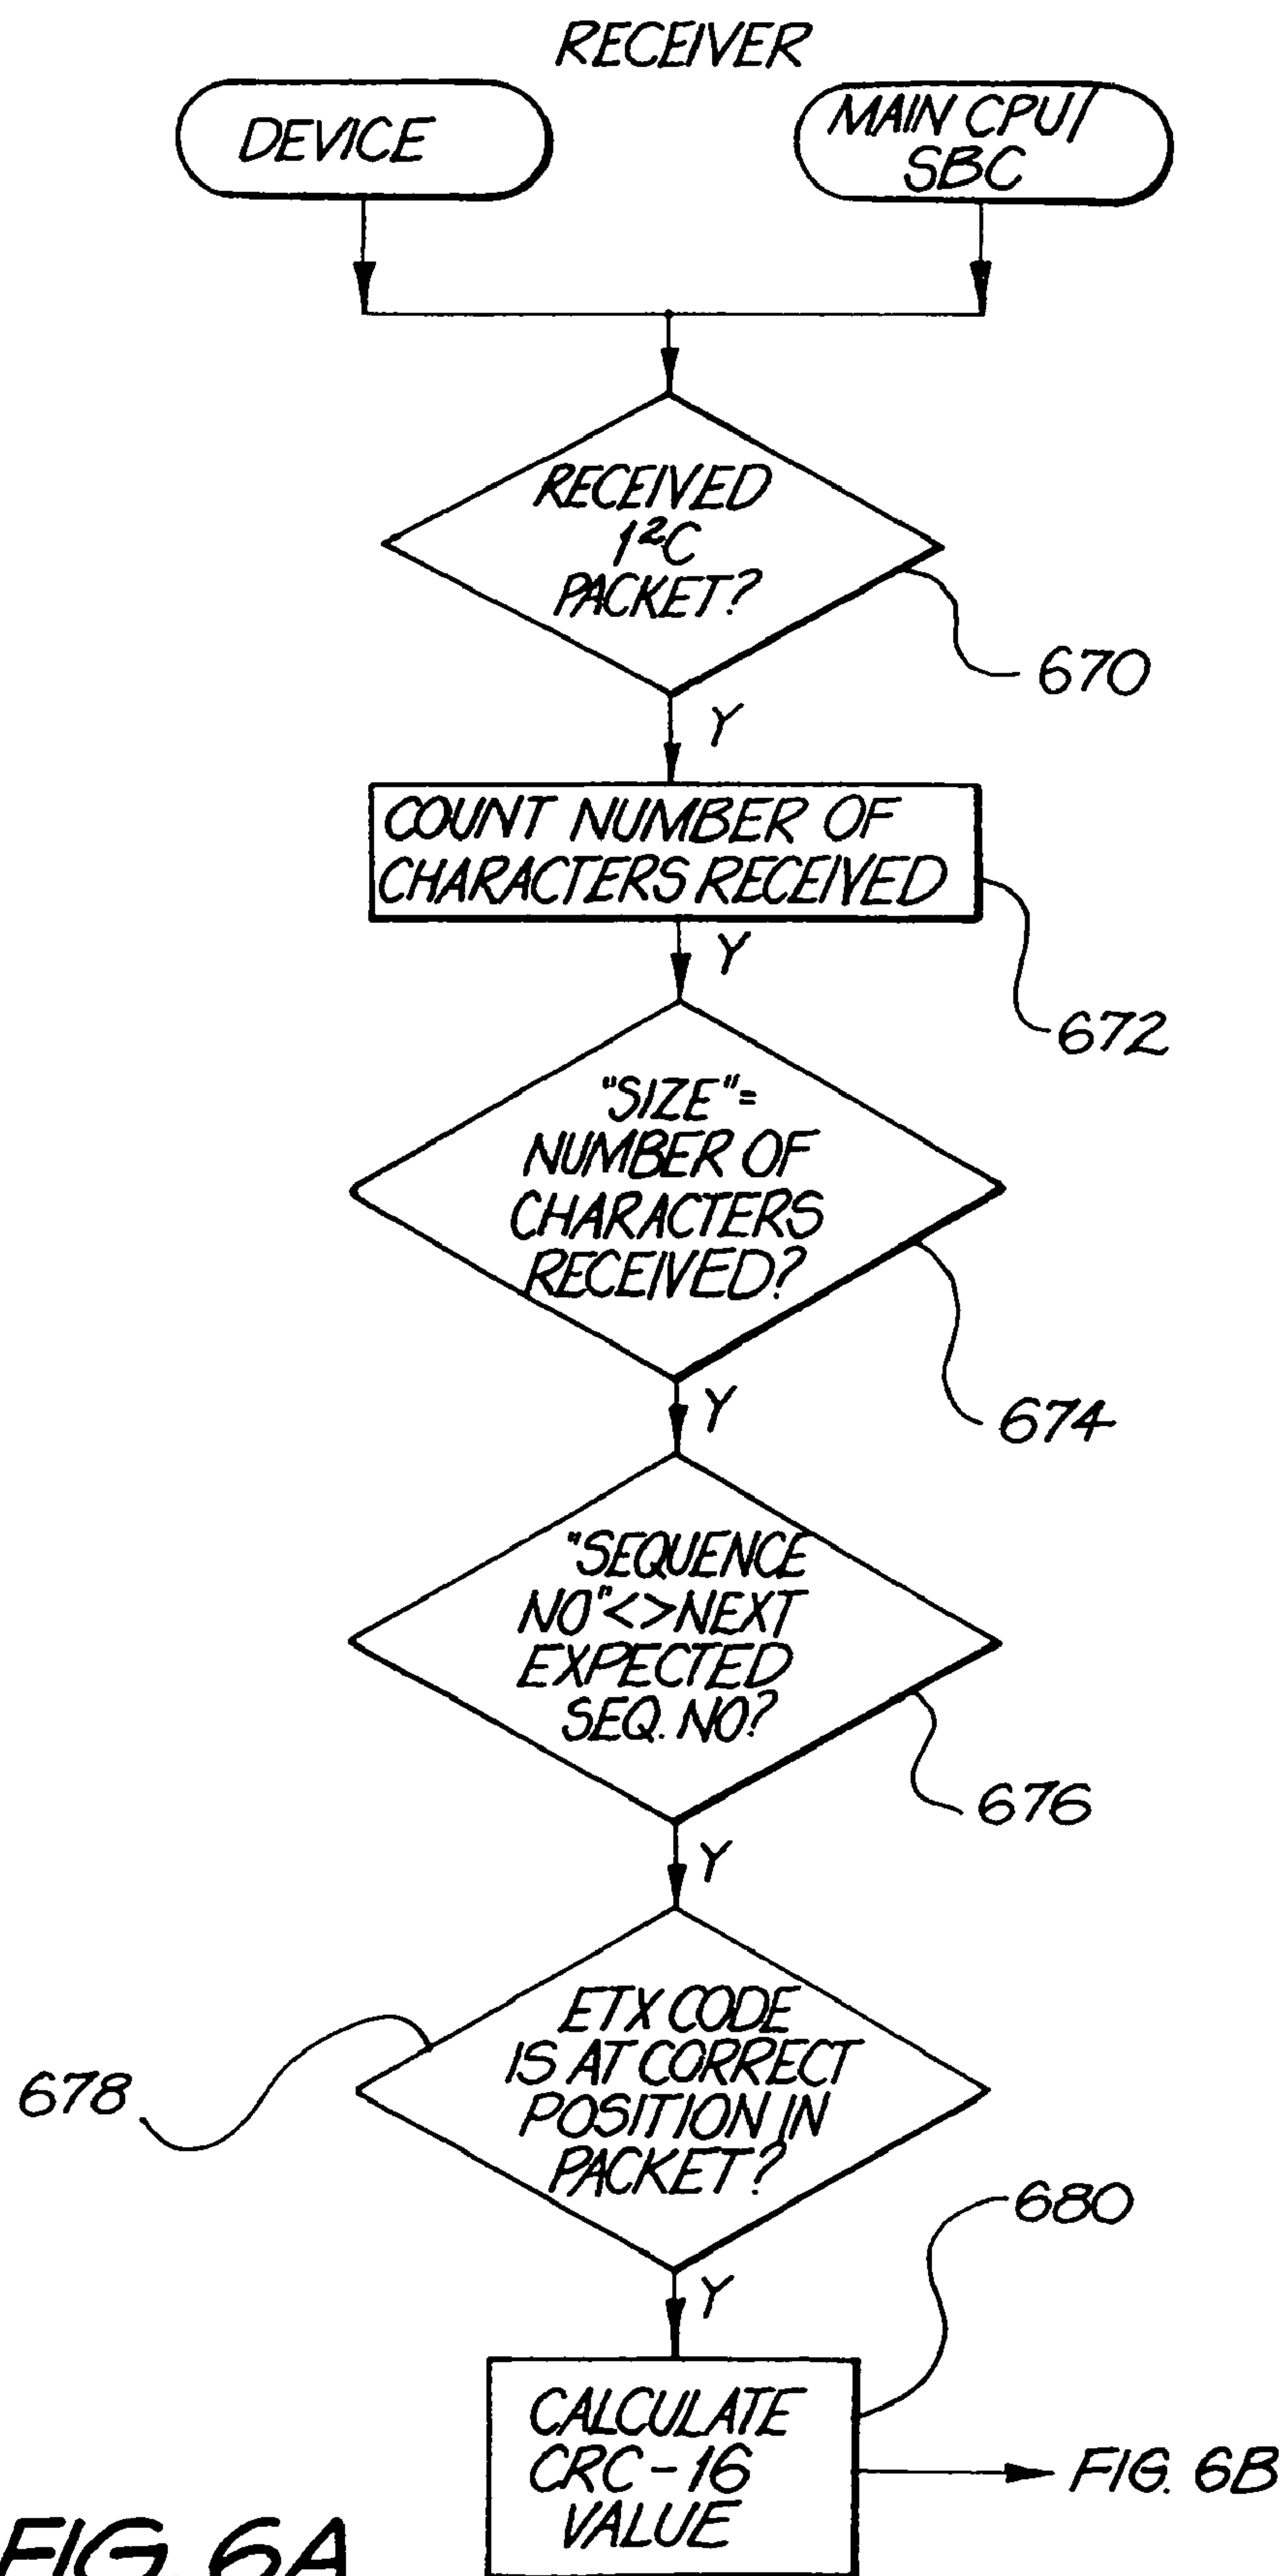 RECEIVER
DEVICE
MAIN CPU/
SBC
RECEIVED
I²C
PACKET?
670
Y
COUNT NUMBER OF
CHARACTERS RECEIVED
672
Y
"SIZE"=
NUMBER OF
CHARACTERS
RECEIVED?
674
Y
"SEQUENCE
NO"<>NEXT
EXPECTED
SEQ. NO?
676
Y
ETX CODE
IS AT CORRECT
POSITION IN
PACKET?
678
Y
680
CALCULATE
CRC-16
VALUE
FIG. 6B
FIG. 6A